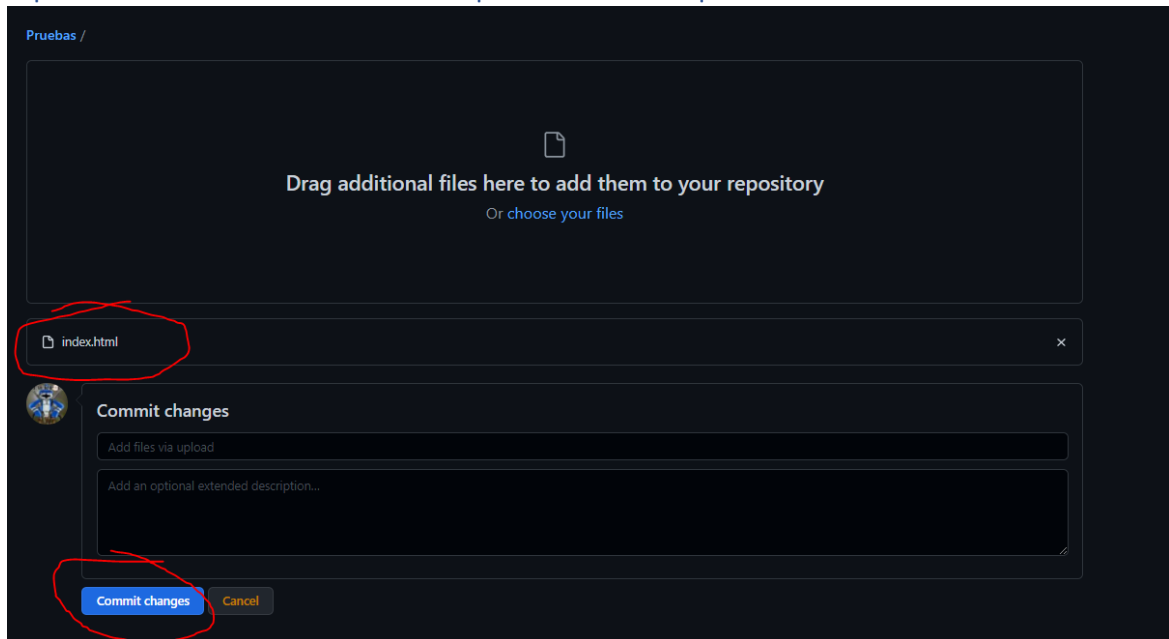 Pruebas /
Drag additional files here to add them to your repository
Or choose your files
index.html
Commit changes
Add files via upload
Add an optional extended description...
Commit changes
Cancel